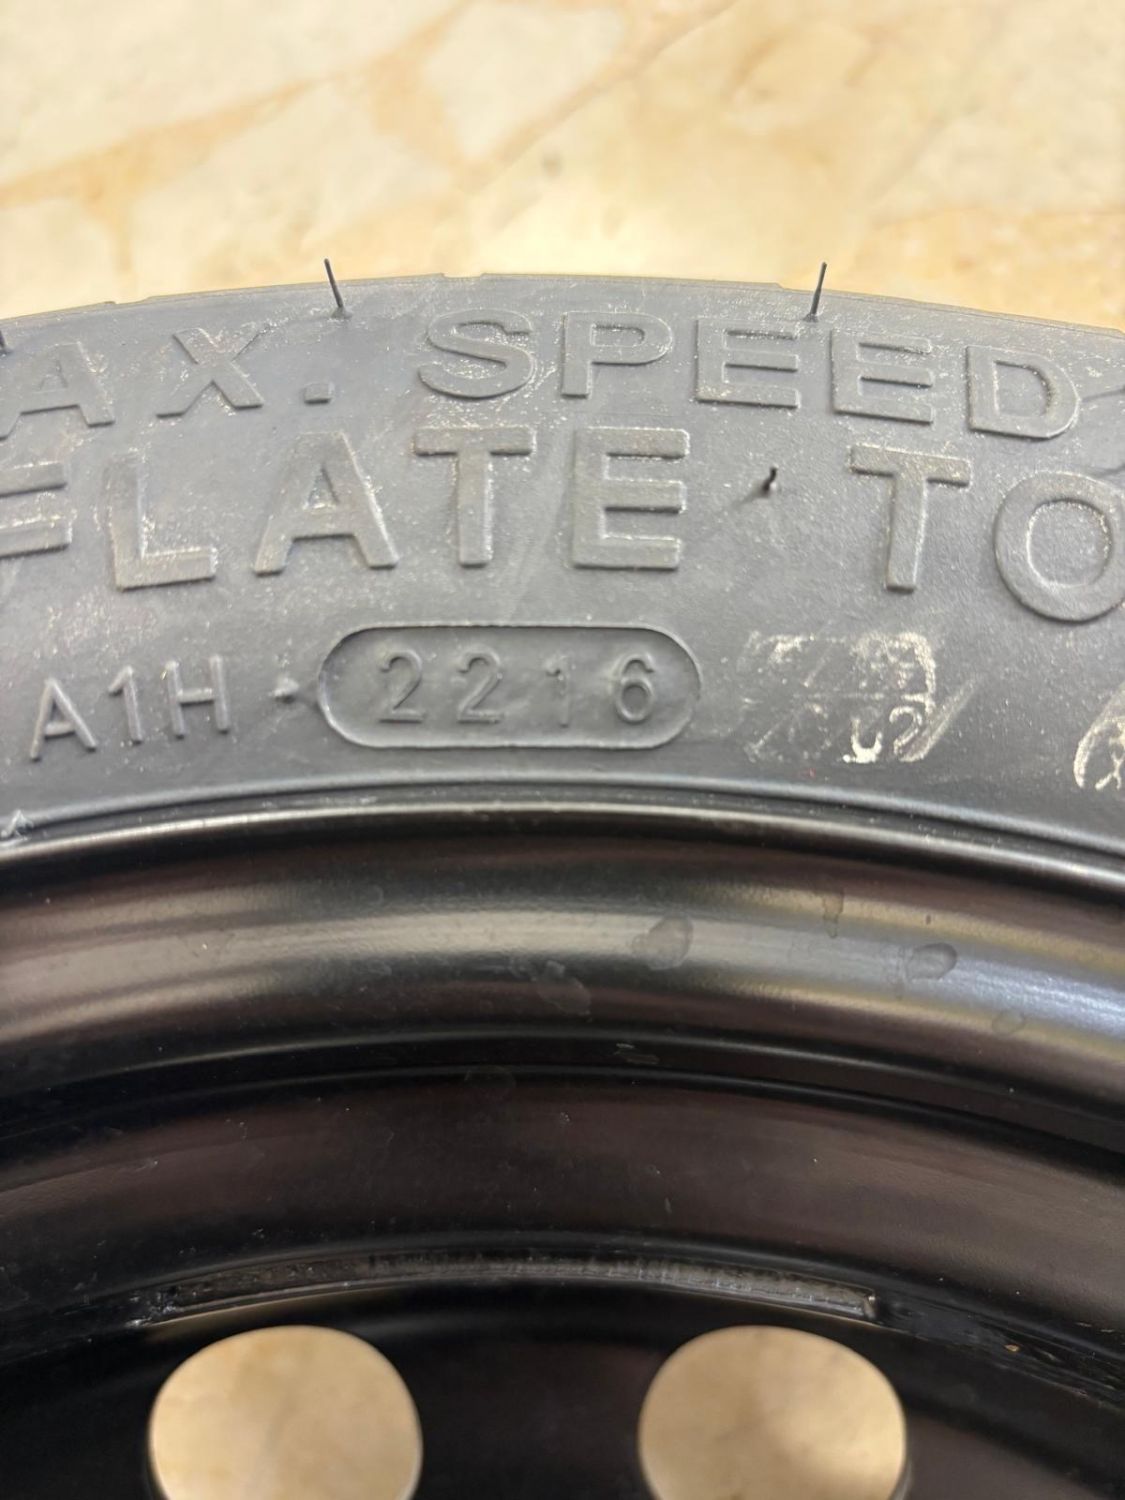 AX. SPEED
FLATE TO
A1H 2216